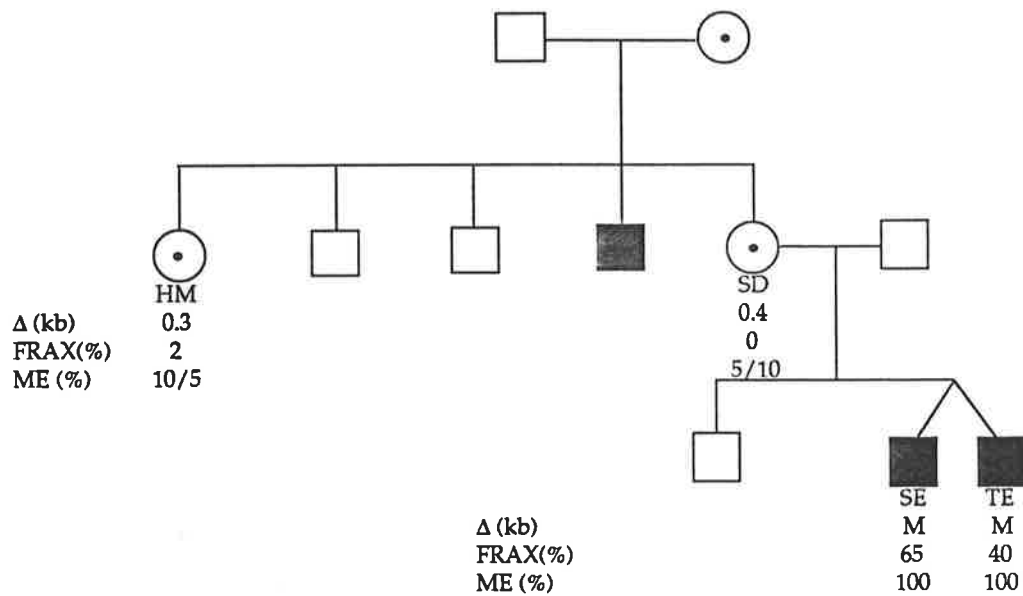 HM
SD
Δ (kb) 0.3 0.4
FRAX(%) 2 0
ME (%) 10/5 5/10
SE TE
Δ (kb) M M
FRAX(%) 65 40
ME (%) 100 100